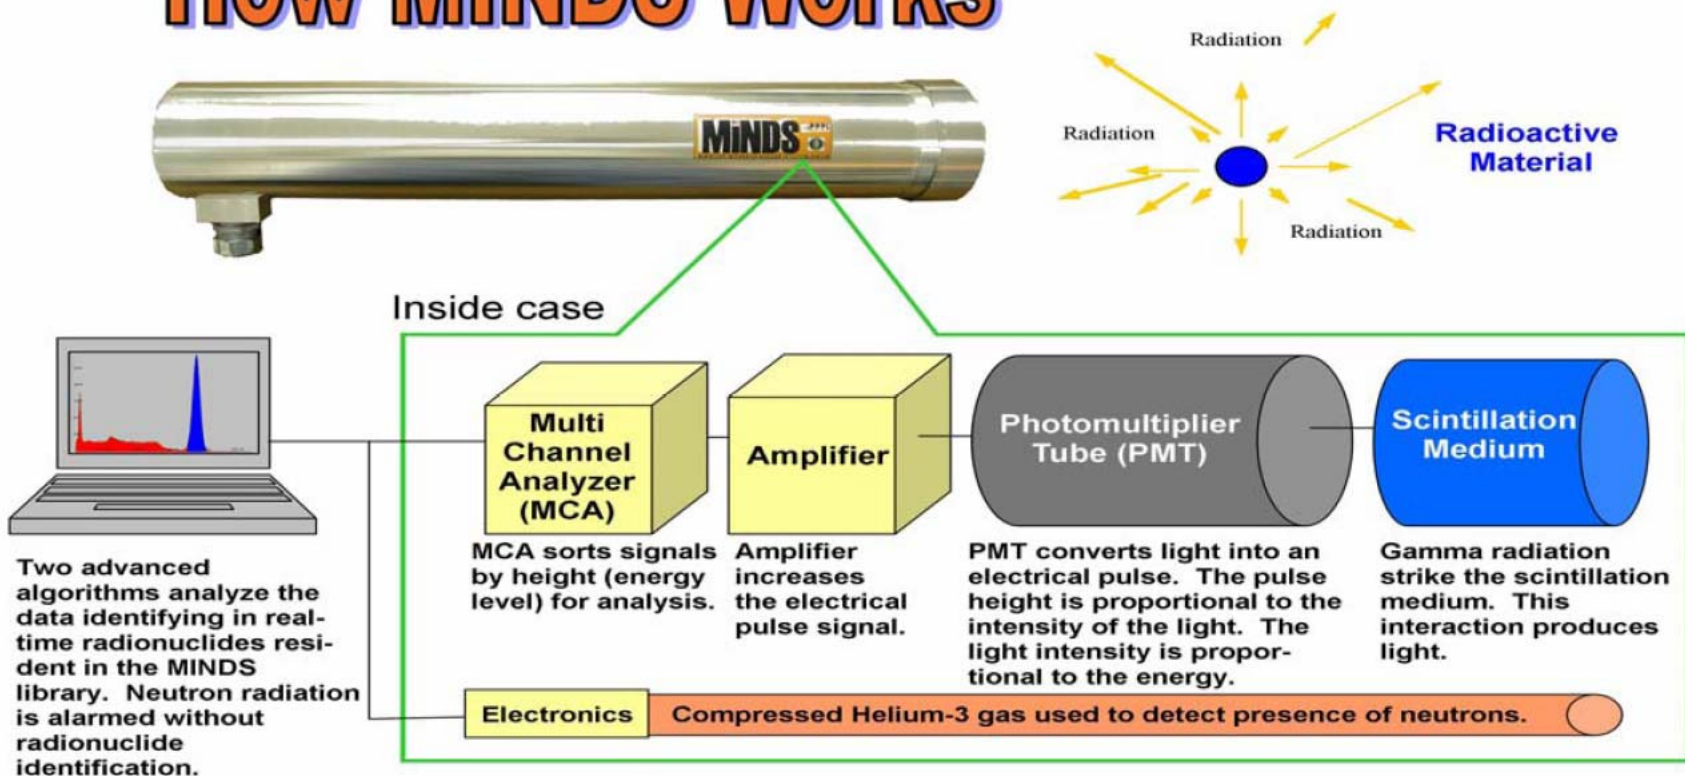 How MINDS Works
Radiation
Radiation
Radioactive
Material
Radiation
MiNDS
Inside case
Multi
Channel
Analyzer
(MCA)
Amplifier
Photomultiplier
Tube (PMT)
Scintillation
Medium
Two advanced
algorithms analyze the
data identifying in real-
time radionuclides resi-
dent in the MINDS
library.  Neutron radiation
is alarmed without
radionuclide
identification.
MCA sorts signals
by height (energy
level) for analysis.
Amplifier
increases
the electrical
pulse signal.
PMT converts light into an
electrical pulse.  The pulse
height is proportional to the
intensity of the light.  The
light intensity is propor-
tional to the energy.
Gamma radiation
strike the scintillation
medium.  This
interaction produces
light.
Electronics
Compressed Helium-3 gas used to detect presence of neutrons.